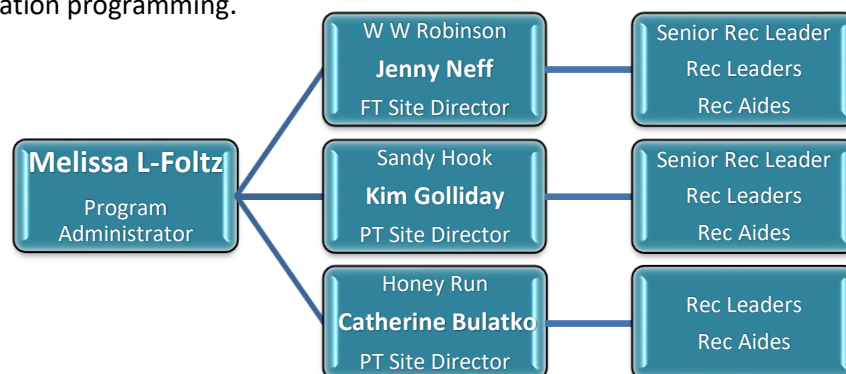 ation programming.
W W Robinson
Jenny Neff
FT Site Director
Senior Rec Leader
Rec Leaders
Rec Aides
Melissa L-Foltz
Program
Administrator
Sandy Hook
Kim Golliday
PT Site Director
Senior Rec Leader
Rec Leaders
Rec Aides
Honey Run
Catherine Bulatko
PT Site Director
Rec Leaders
Rec Aides